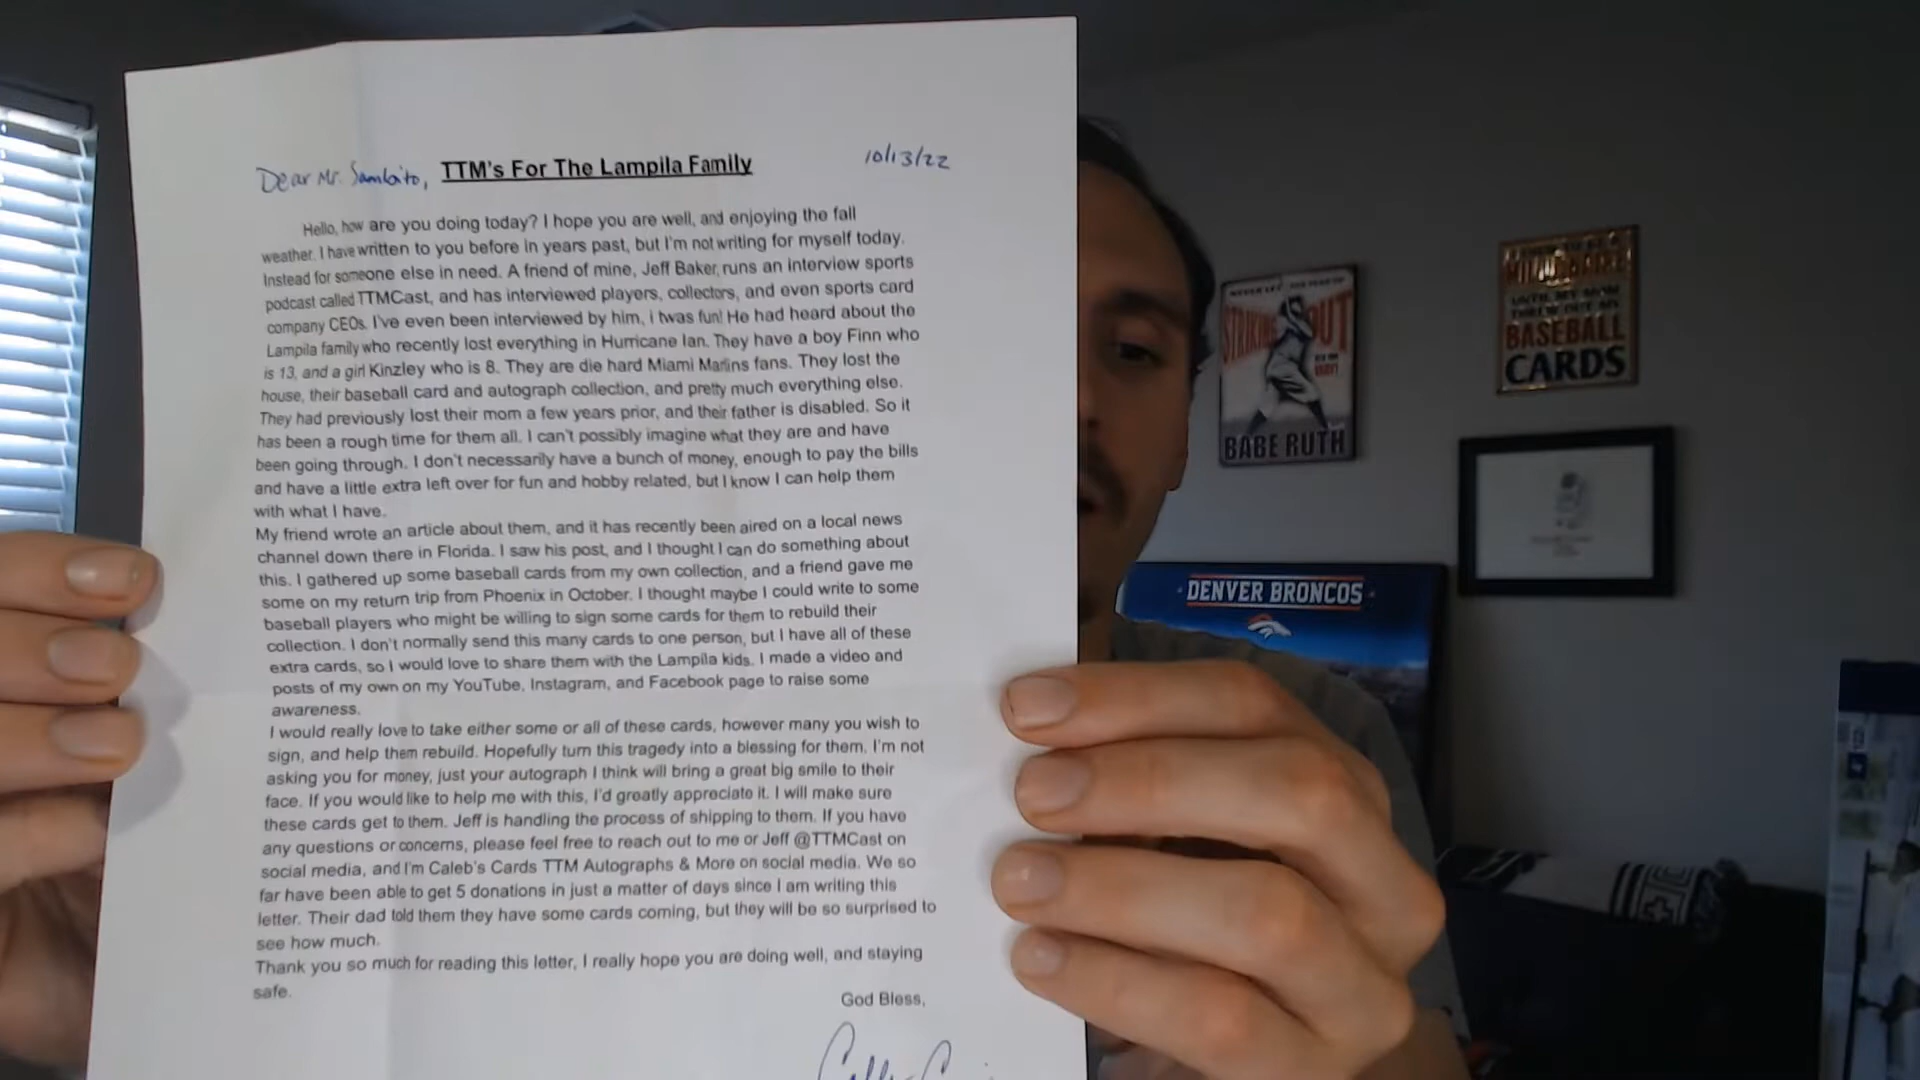 Dear Mr. Sambito, TTM's For The Lampila Family 10/13/22
Hello, how are you doing today? I hope you are well, and enjoying the fall
weather. I have written to you before in years past, but I'm not writing for myself today.
Instead for someone else in need. A friend of mine, Jeff Baker, runs an interview sports
podcast called TTMCast, and has interviewed players, collectors, and even sports card
company CEOs. I've even been interviewed by him, i twas fun! He had heard about the
Lampila family who recently lost everything in Hurricane Ian. They have a boy Finn who
is 13, and a girl Kinzley who is 8. They are die hard Miami Marlins fans. They lost the
house, their baseball card and autograph collection, and pretty much everything else.
They had previously lost their mom a few years prior, and their father is disabled. So it
has been a rough time for them all. I can't possibly imagine what they are and have
been going through. I don't necessarily have a bunch of money, enough to pay the bills
and have a little extra left over for fun and hobby related, but I know I can help them
with what I have.
My friend wrote an article about them, and it has recently been aired on a local news
channel down there in Florida. I saw his post, and I thought I can do something about
this. I gathered up some baseball cards from my own collection, and a friend gave me
some on my return trip from Phoenix in October. I thought maybe I could write to some
baseball players who might be willing to sign some cards for them to rebuild their
collection. I don't normally send this many cards to one person, but I have all of these
extra cards, so I would love to share them with the Lampila kids. I made a video and
posts of my own on my YouTube, Instagram, and Facebook page to raise some
awareness.
I would really love to take either some or all of these cards, however many you wish to
sign, and help them rebuild. Hopefully turn this tragedy into a blessing for them. I'm not
asking you for money, just your autograph I think will bring a great big smile to their
face. If you would like to help me with this, I'd greatly appreciate it. I will make sure
these cards get to them. Jeff is handling the process of shipping to them. If you have
any questions or concerns, please feel free to reach out to me or Jeff @TTMCast on
social media, and I'm Caleb's Cards TTM Autographs & More on social media. We so
far have been able to get 5 donations in just a matter of days since I am writing this
letter. Their dad told them they have some cards coming, but they will be so surprised to
see how much.
Thank you so much for reading this letter, I really hope you are doing well, and staying
safe.
God Bless,
STRIKING OUT
BABE RUTH
MILLIONAIRE
UNTIL MY MOM
THREW OUT MY
BASEBALL
CARDS
DENVER BRONCOS